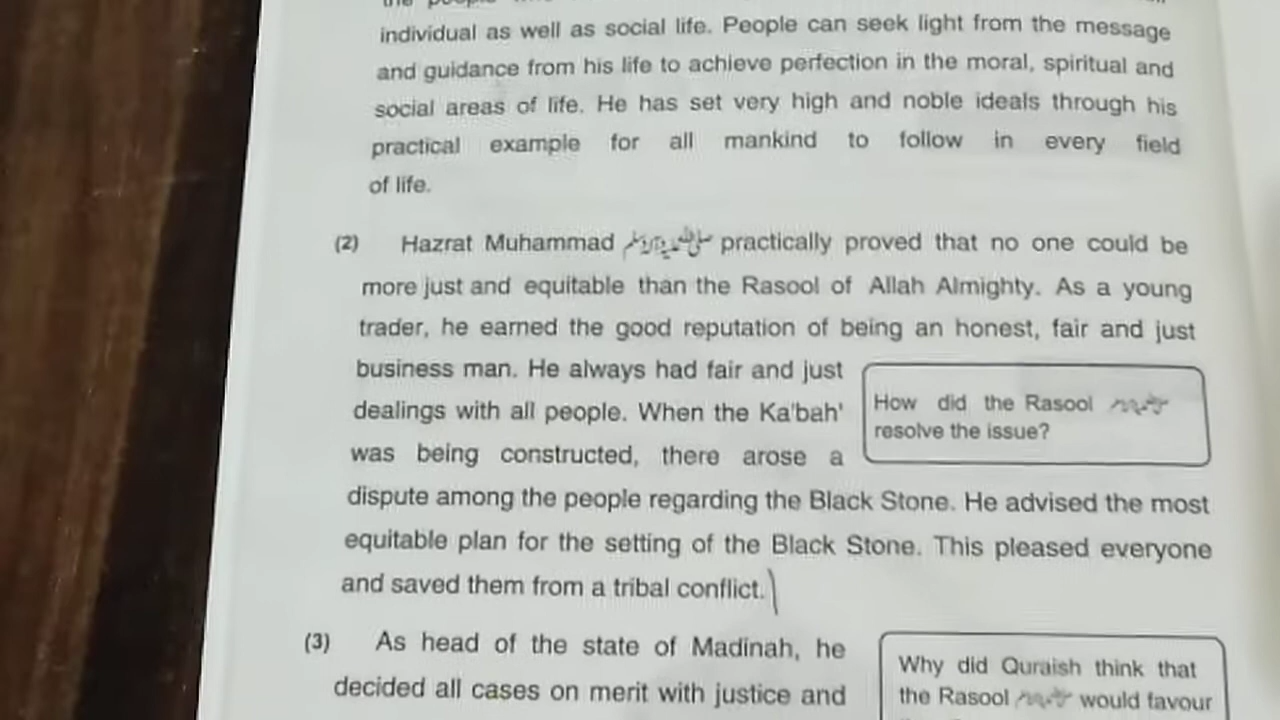 the people
individual as well as social life. People can seek light from the message
and guidance from his life to achieve perfection in the moral, spiritual and
social areas of life. He has set very high and noble ideals through his
practical example for all mankind to follow in every field
of life.
(2) Hazrat Muhammad practically proved that no one could be
more just and equitable than the Rasool of Allah Almighty. As a young
trader, he earned the good reputation of being an honest, fair and just
business man. He always had fair and just
dealings with all people. When the Ka'bah'
was being constructed, there arose a
How did the Rasool
resolve the issue?
dispute among the people regarding the Black Stone. He advised the most
equitable plan for the setting of the Black Stone. This pleased everyone
and saved them from a tribal conflict.
(3) As head of the state of Madinah, he
decided all cases on merit with justice and
Why did Quraish think that
the Rasool would favour